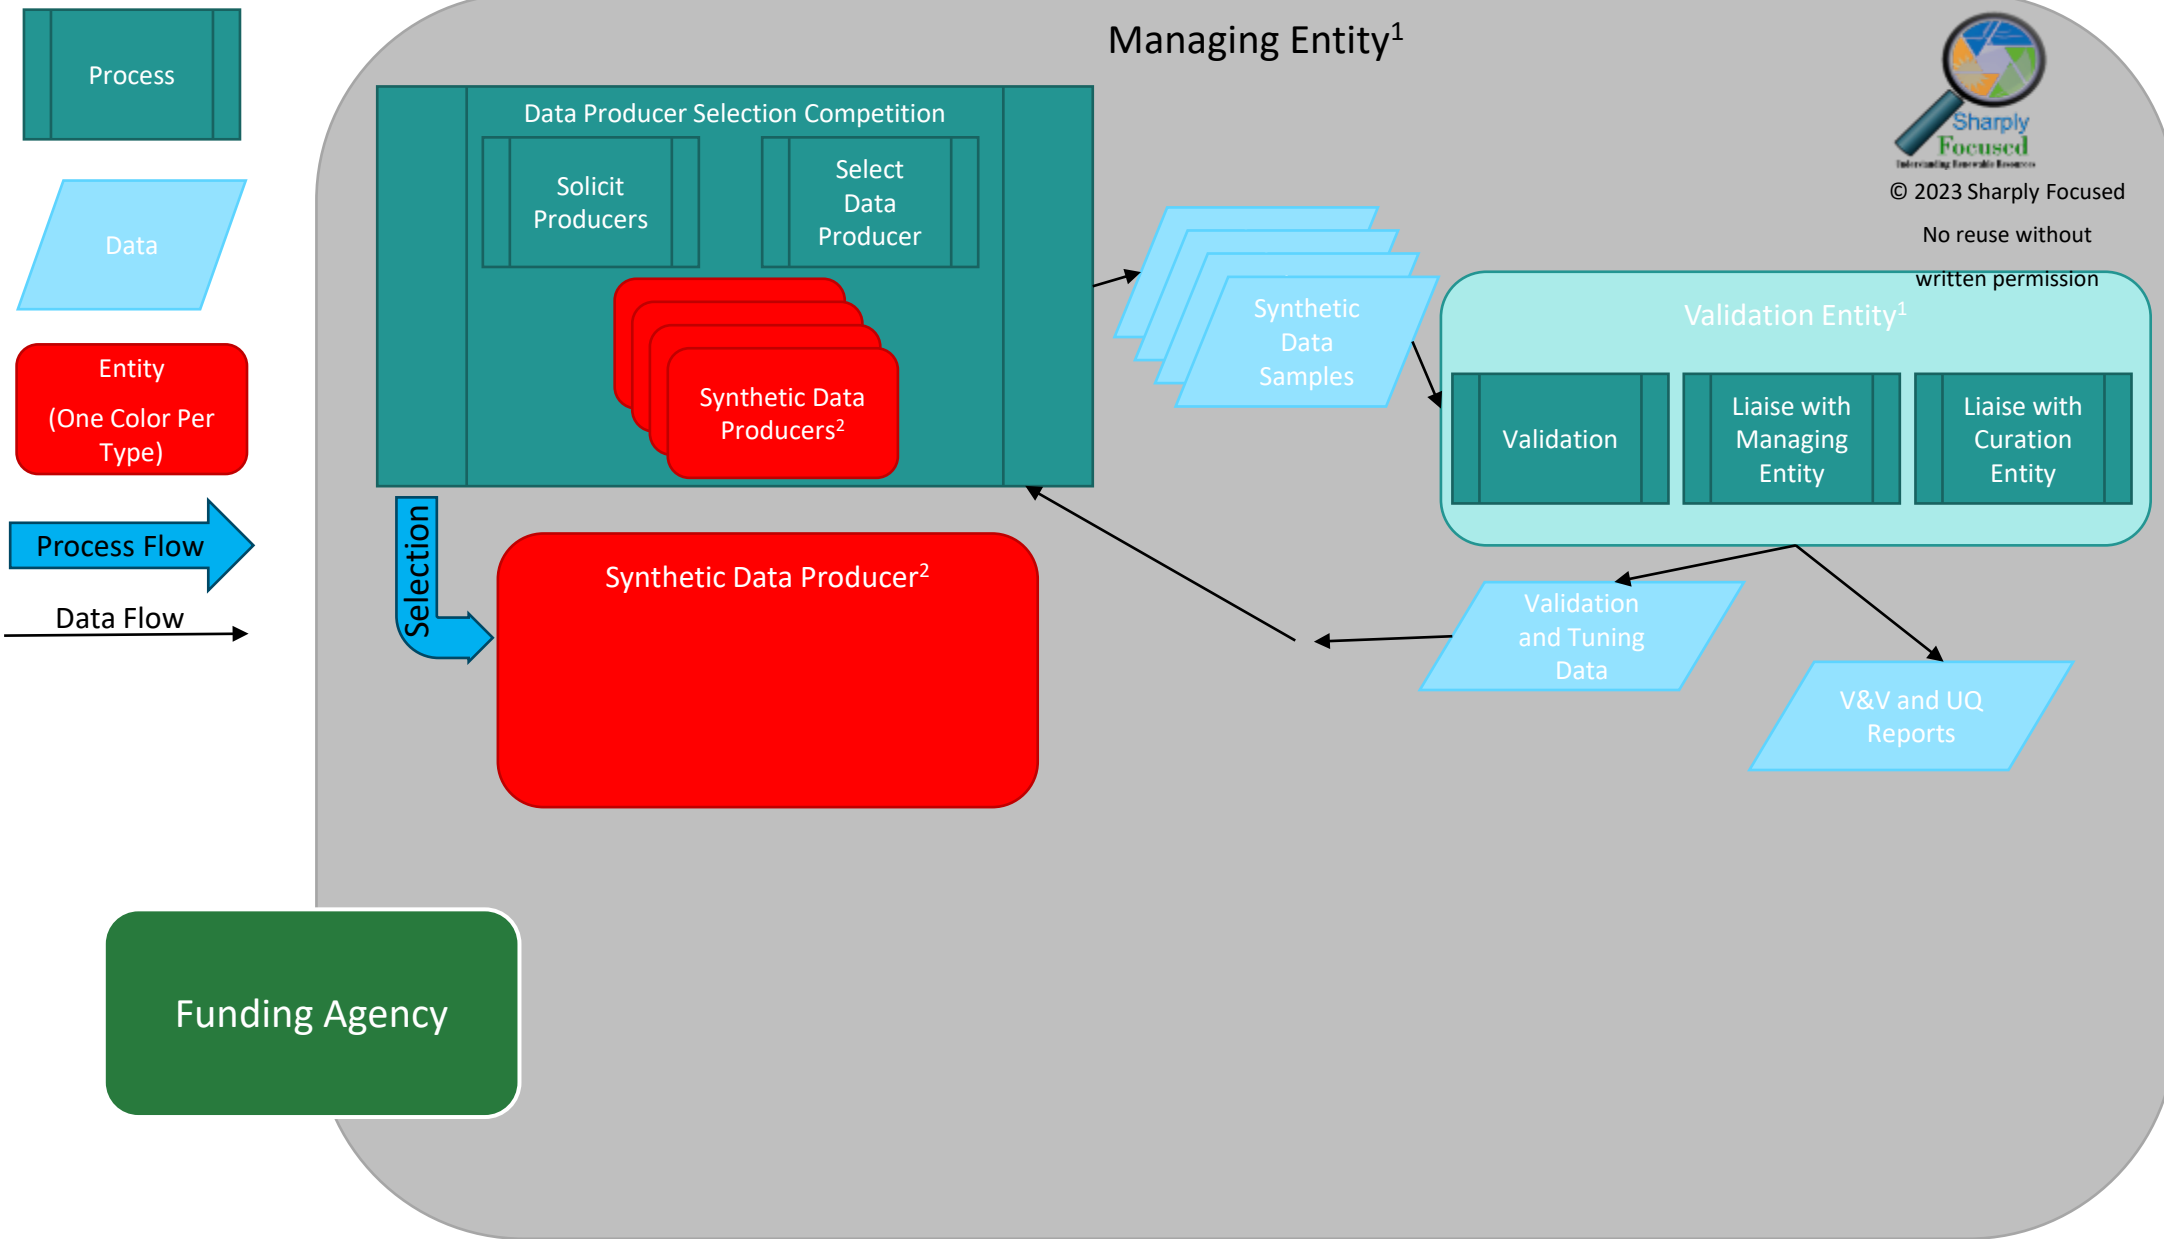 Process
Data
Entity
(One Color Per
Type)
Process Flow
Data Flow
Managing Entity¹
Data Producer Selection Competition
Solicit
Producers
Select
Data
Producer
Synthetic Data
Producers²
Selection
Synthetic Data Producer²
Synthetic
Data
Samples
Sharply
Focused
Understanding Renewable Resources
© 2023 Sharply Focused
No reuse without
written permission
Validation Entity¹
Validation
Liaise with
Managing
Entity
Liaise with
Curation
Entity
Validation
and Tuning
Data
V&V and UQ
Reports
Funding Agency